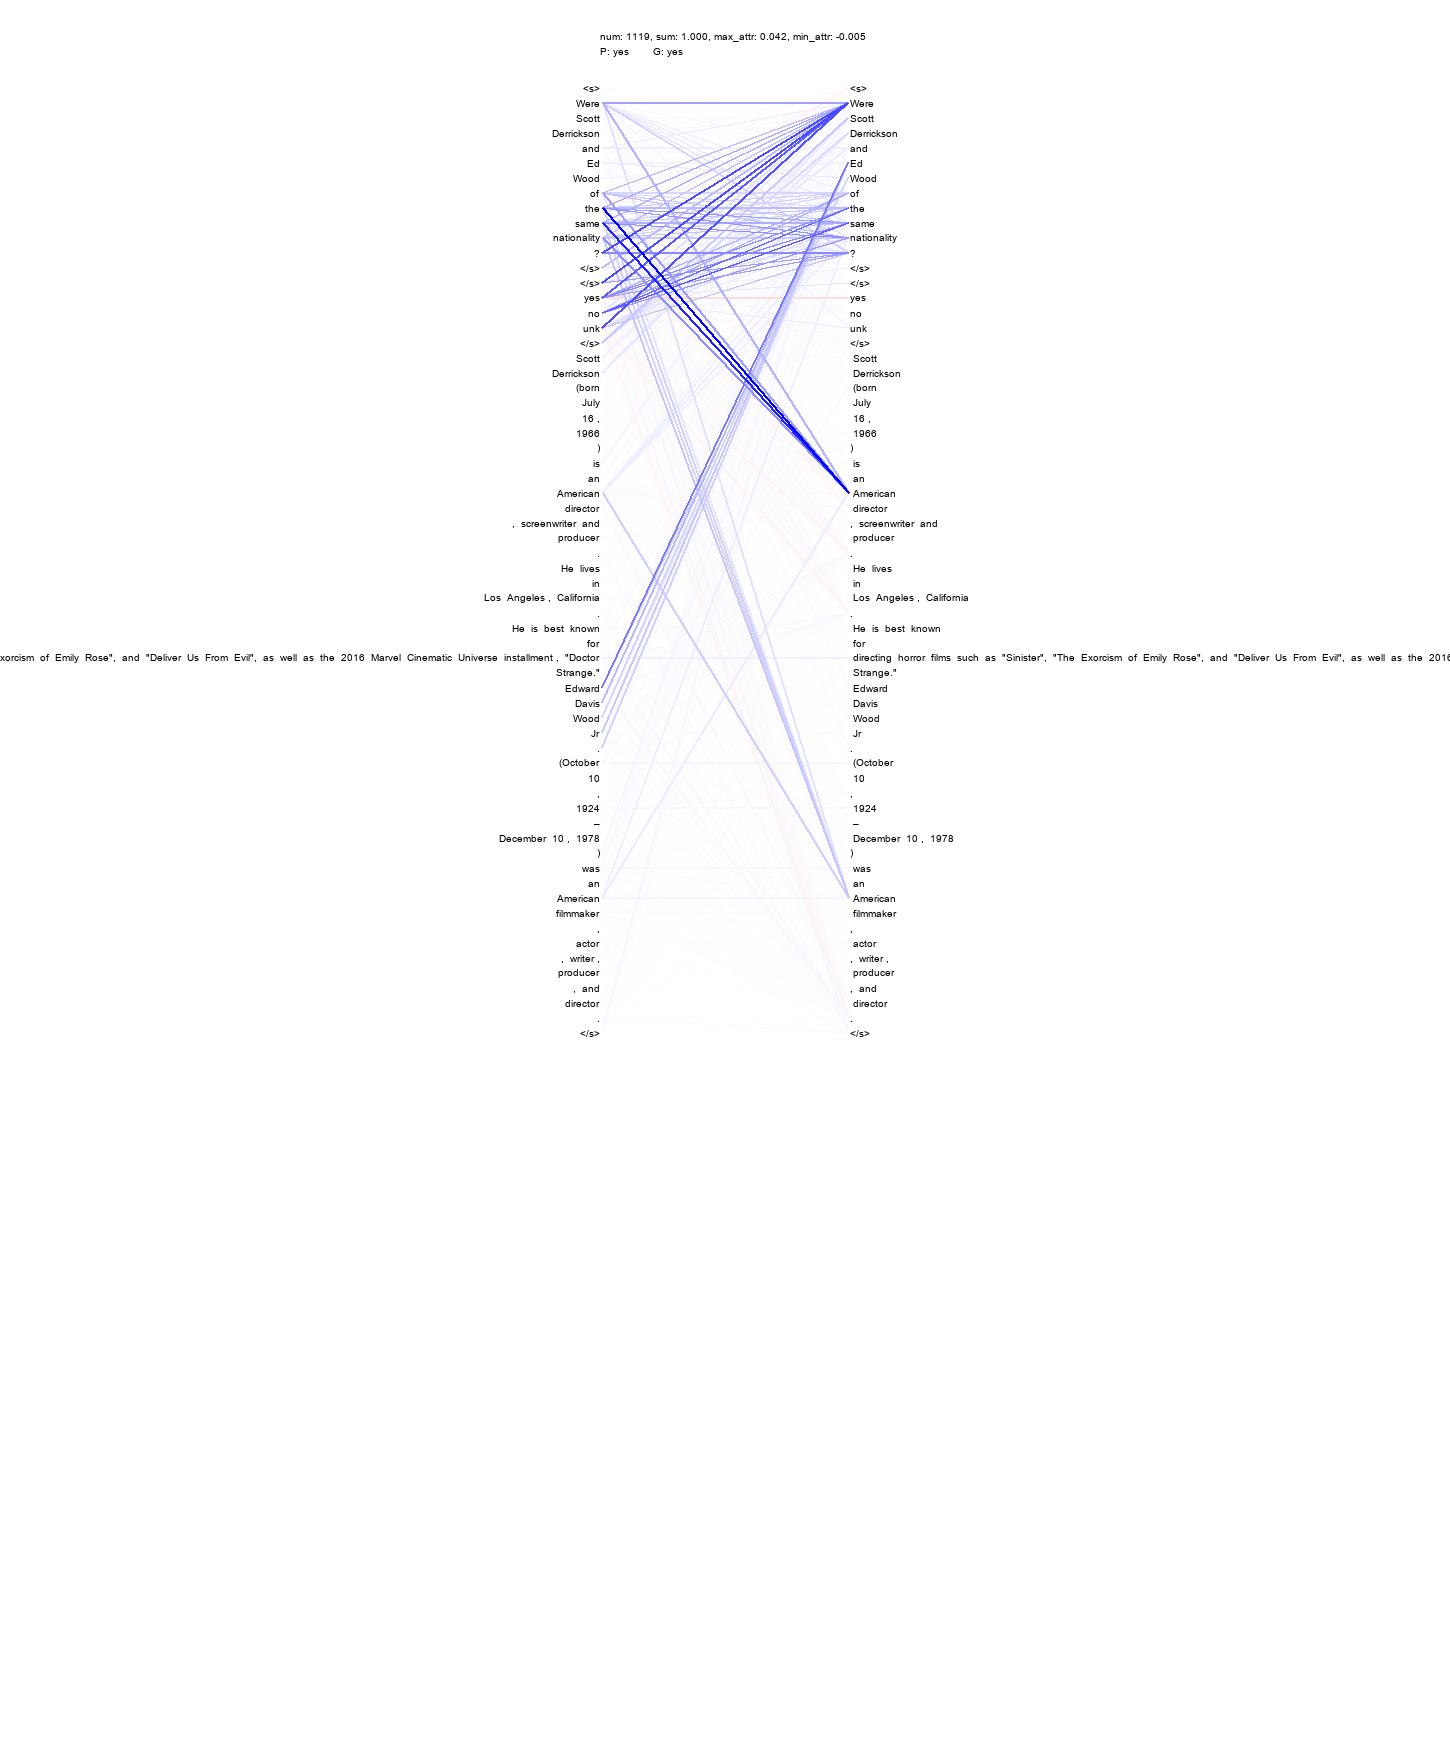 num: 1119, sum: 1.000, max_attr: 0.042, min_attr: -0.005
P: yes G: yes
<s> <s>
Were Were
Scott Scott
Derrickson Derrickson
and and
Ed Ed
Wood Wood
of of
the the
same same
nationality nationality
? ?
</s> </s>
</s> </s>
yes yes
no no
unk unk
</s> </s>
Scott Scott
Derrickson Derrickson
(born (born
July July
16 , 16 ,
1966 1966
) )
is is
an an
American American
director director
, screenwriter and , screenwriter and
producer producer
. .
He lives He lives
in in
Los Angeles , California Los Angeles , California
. .
He is best known He is best known
for for
xorcism of Emily Rose", and "Deliver Us From Evil", as well as the 2016 Marvel Cinematic Universe installment , "Doctor directing horror films such as "Sinister", "The Exorcism of Emily Rose", and "Deliver Us From Evil", as well as the 2016
Strange." Strange."
Edward Edward
Davis Davis
Wood Wood
Jr Jr
. .
(October (October
10 10
, ,
1924 1924
– –
December 10 , 1978 December 10 , 1978
) )
was was
an an
American American
filmmaker filmmaker
, ,
actor actor
, writer , , writer ,
producer producer
, and , and
director director
. .
</s> </s>